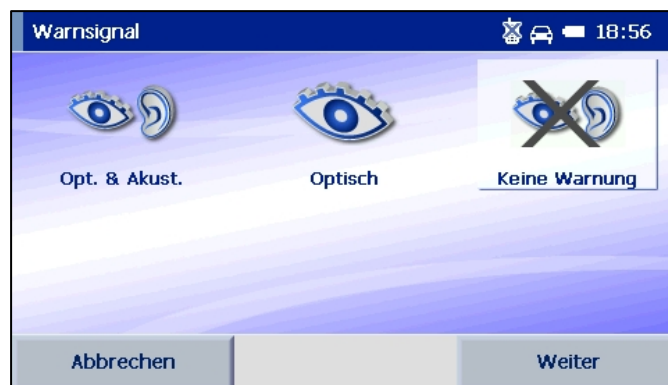 Warnsignal 18:56
Opt. & Akust. Optisch Keine Warnung
Abbrechen Weiter